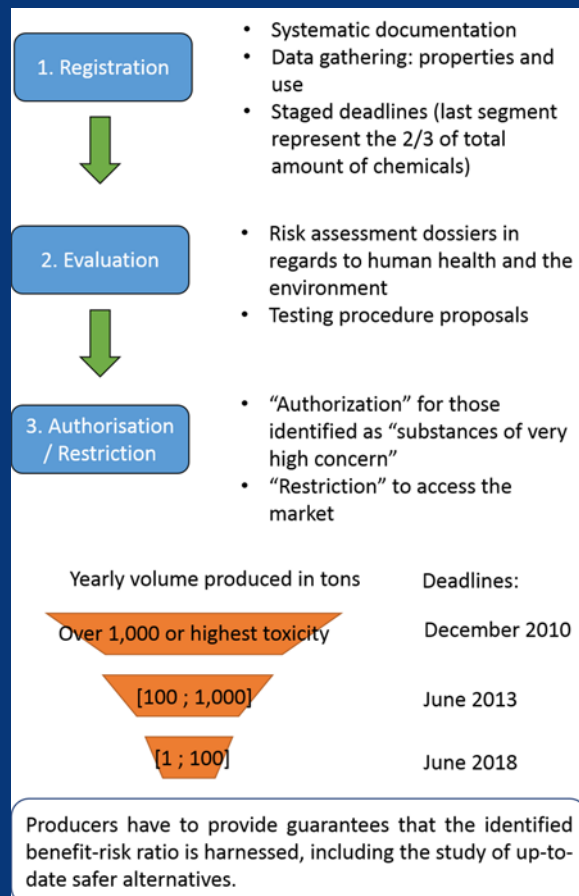 1. Registration
• Systematic documentation
• Data gathering: properties and
use
• Staged deadlines (last segment
represent the 2/3 of total
amount of chemicals)
2. Evaluation
• Risk assessment dossiers in
regards to human health and the
environment
• Testing procedure proposals
3. Authorisation
/ Restriction
• “Authorization” for those
identified as “substances of very
high concern”
• “Restriction” to access the
market
Yearly volume produced in tons
Deadlines:
Over 1,000 or highest toxicity
December 2010
[100 ; 1,000]
June 2013
[1 ; 100]
June 2018
Producers have to provide guarantees that the identified
benefit-risk ratio is harnessed, including the study of up-to-
date safer alternatives.